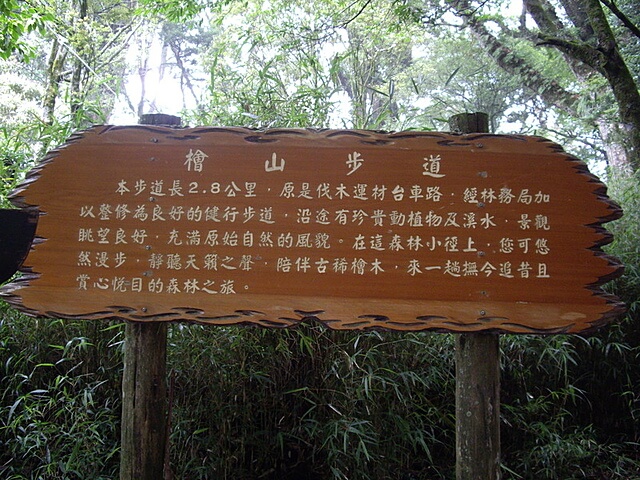 檜山步道
本步道長2.8公里，原是伐木運材台車路．經林務局加
以整修為良好的健行步道，沿途有珍貴動植物及溪水，景觀
眺望良好，充滿原始自然的風貌。在這森林小徑上，您可悠
然漫步，靜聽天籟之聲，陪伴古稀檜木，來一趟撫今追昔且
賞心悅目的森林之旅。